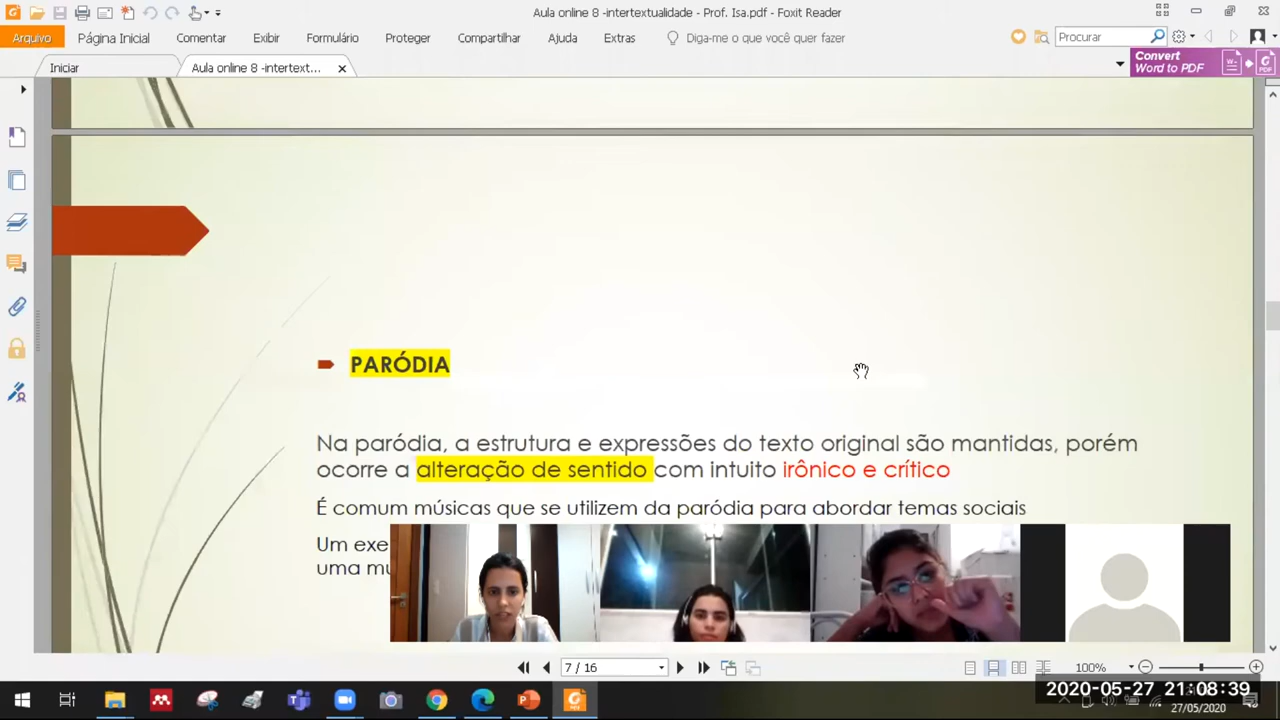 Aula online 8 -intertextualidade - Prof. Isa.pdf - Foxit Reader
Arquivo Página Inicial Comentar Exibir Formulário Proteger Compartilhar Ajuda Extras Diga-me o que você quer fazer Procurar
Iniciar Aula online 8 -intertext... Convert
Word to PDF
PARÓDIA
Na paródia, a estrutura e expressões do texto original são mantidas, porém
ocorre a alteração de sentido com intuito irônico e crítico
É comum músicas que se utilizem da paródia para abordar temas sociais
Um exe
uma mú
7 / 16 100%
2020-05-27 21:08:39
27/05/2020